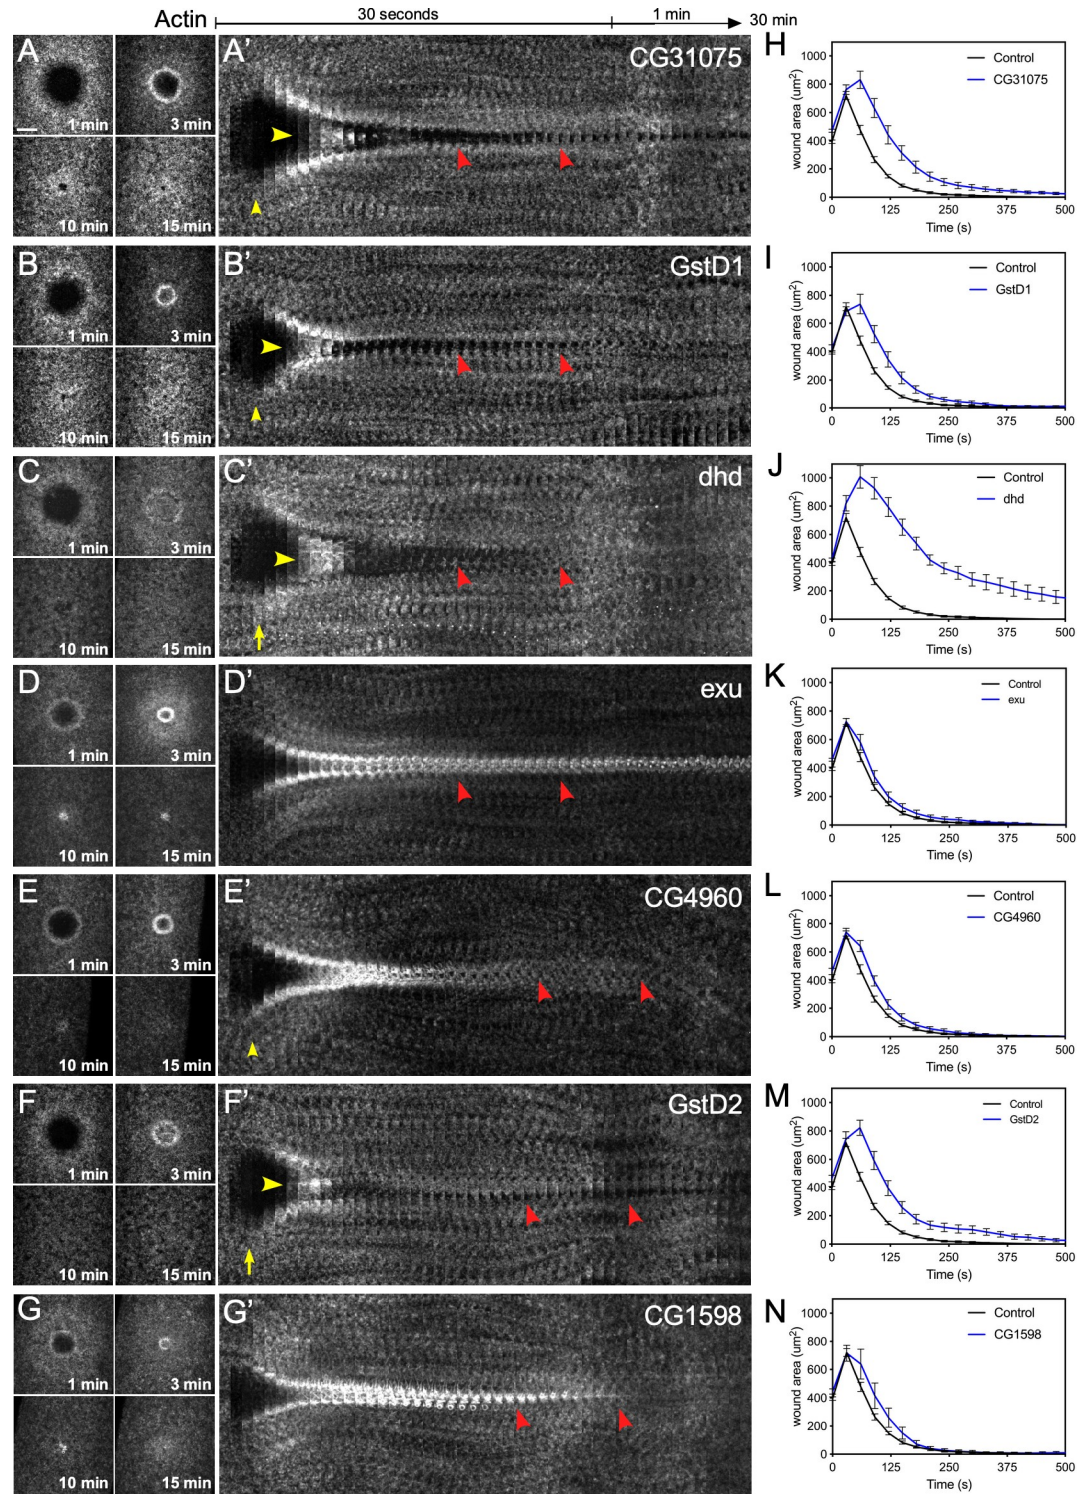 Actin 30 seconds 1 min 30 min
A 1 min 3 min
10 min 15 min
A' CG31075
H
Control
CG31075
wound area (um2)
1000
800
600
400
200
0
0 125 250 375 500
Time (s)
B 1 min 3 min
10 min 15 min
B' GstD1
I
Control
GstD1
wound area (um2)
1000
800
600
400
200
0
0 125 250 375 500
Time (s)
C 1 min 3 min
10 min 15 min
C' dhd
J
Control
dhd
wound area (um2)
1000
800
600
400
200
0
0 125 250 375 500
Time (s)
D 1 min 3 min
10 min 15 min
D' exu
K
Control
exu
wound area (um2)
1000
800
600
400
200
0
0 125 250 375 500
Time (s)
E 1 min 3 min
10 min 15 min
E' CG4960
L
Control
CG4960
wound area (um2)
1000
800
600
400
200
0
0 125 250 375 500
Time (s)
F 1 min 3 min
10 min 15 min
F' GstD2
M
Control
GstD2
wound area (um2)
1000
800
600
400
200
0
0 125 250 375 500
Time (s)
G 1 min 3 min
10 min 15 min
G' CG1598
N
Control
CG1598
wound area (um2)
1000
800
600
400
200
0
0 125 250 375 500
Time (s)